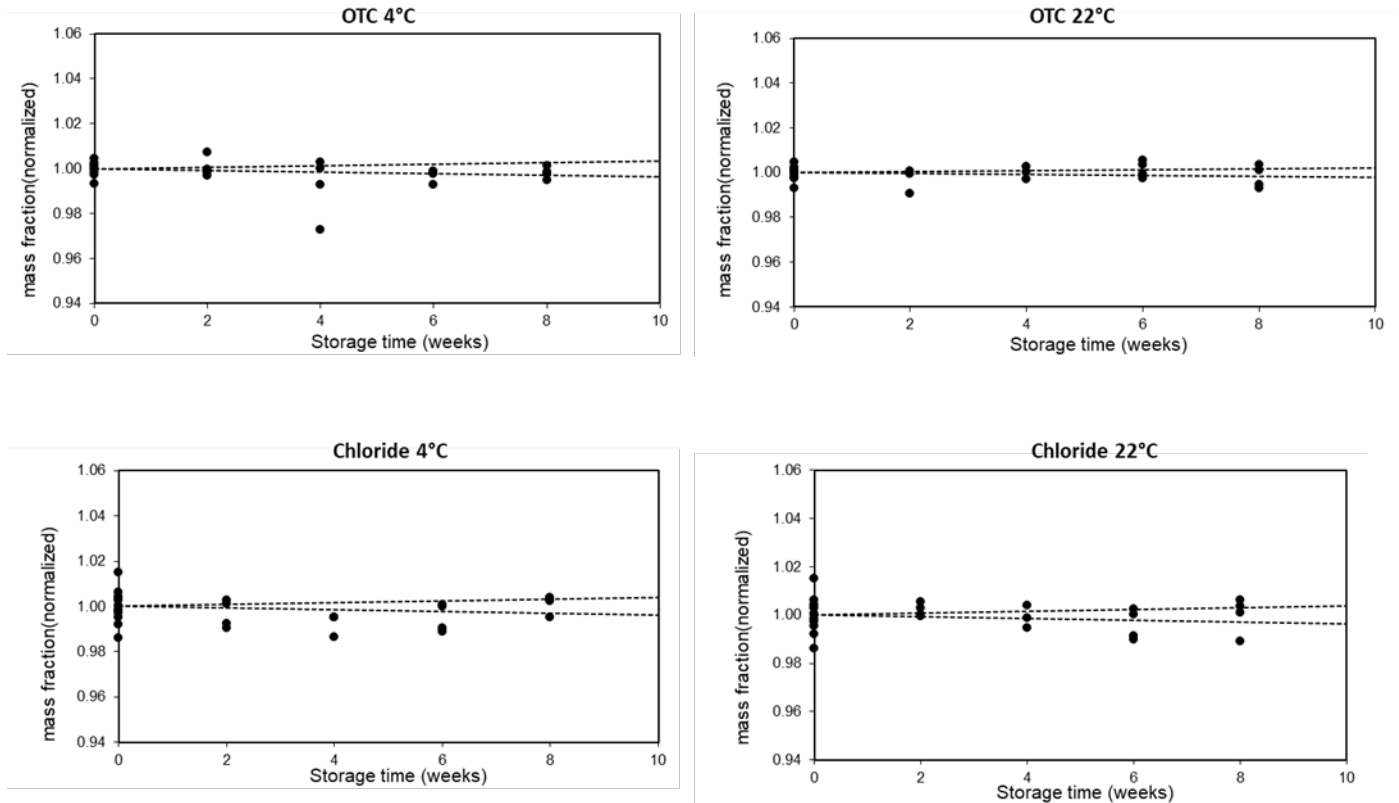 OTC 4°C
1.06
1.04
1.02
1.00
0.98
0.96
0.94
mass fraction(normalized)
0 2 4 6 8 10
Storage time (weeks)
OTC 22°C
1.06
1.04
1.02
1.00
0.98
0.96
0.94
mass fraction(normalized)
0 2 4 6 8 10
Storage time (weeks)
Chloride 4°C
1.06
1.04
1.02
1.00
0.98
0.96
0.94
mass fraction(normalized)
0 2 4 6 8 10
Storage time (weeks)
Chloride 22°C
1.06
1.04
1.02
1.00
0.98
0.96
0.94
mass fraction(normalized)
0 2 4 6 8 10
Storage time (weeks)